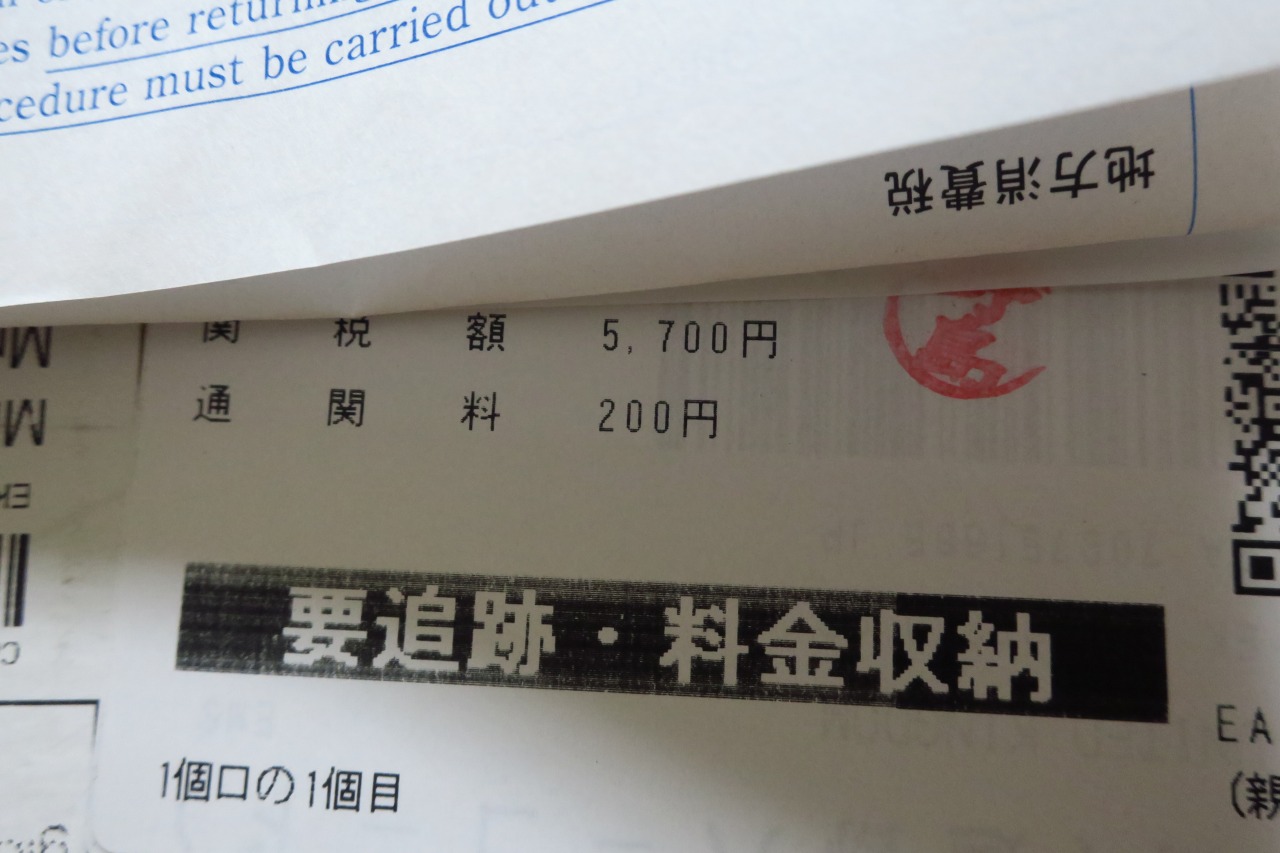 es before returning
cedure must be carried out
地方消費税
関税額 5,700円
通関料 200円
要追跡・料金収納
1個口の1個目
EA
(親